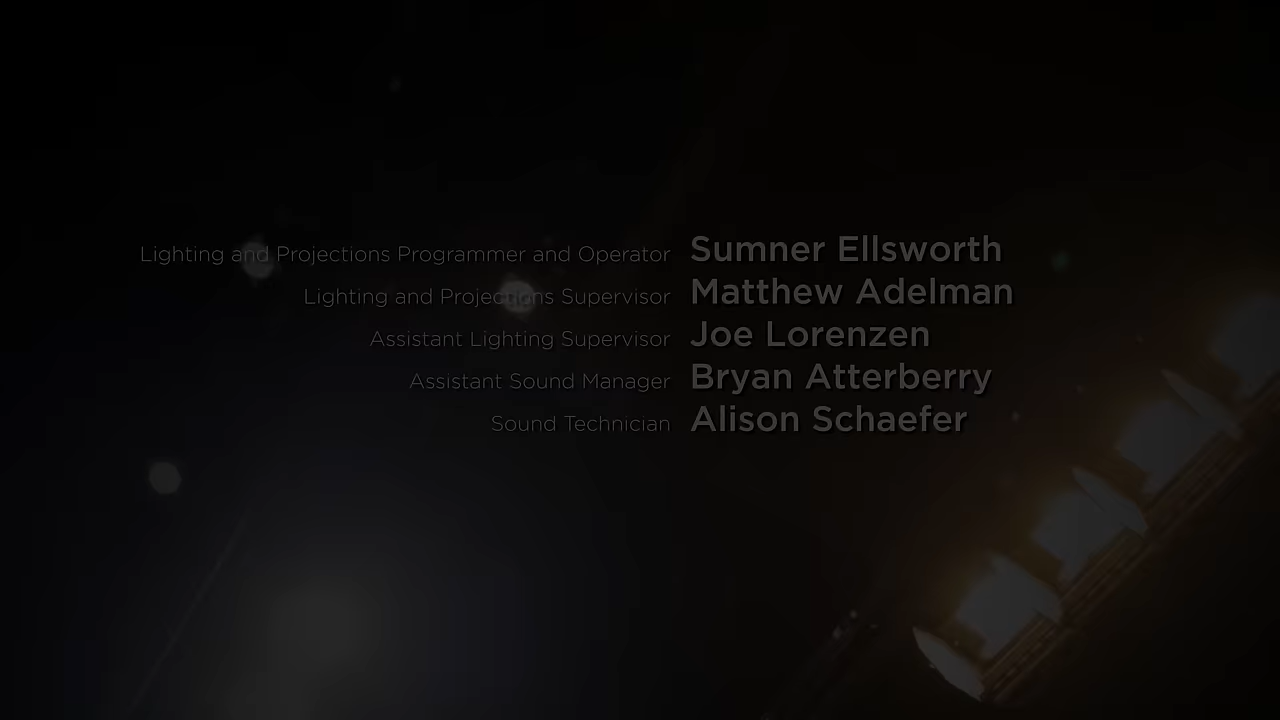 Lighting and Projections Programmer and Operator Sumner Ellsworth
Lighting and Projections Supervisor Matthew Adelman
Assistant Lighting Supervisor Joe Lorenzen
Assistant Sound Manager Bryan Atterberry
Sound Technician Alison Schaefer